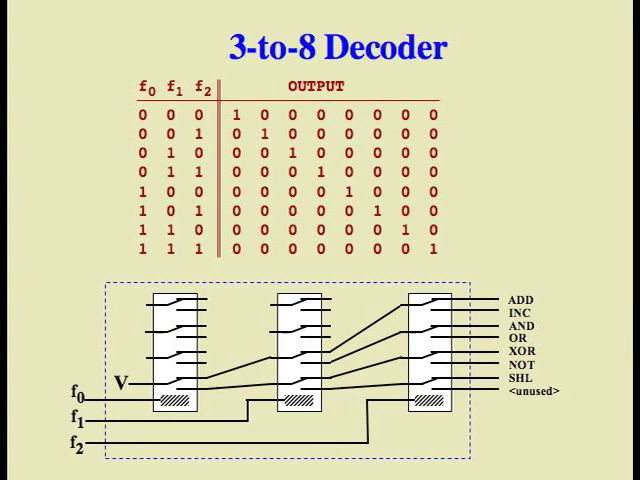 3-to-8 Decoder
f0 f1 f2 OUTPUT
0 0 0 1 0 0 0 0 0 0 0
0 0 1 0 1 0 0 0 0 0 0
0 1 0 0 0 1 0 0 0 0 0
0 1 1 0 0 0 1 0 0 0 0
1 0 0 0 0 0 0 1 0 0 0
1 0 1 0 0 0 0 0 1 0 0
1 1 0 0 0 0 0 0 0 1 0
1 1 1 0 0 0 0 0 0 0 1
ADD
INC
AND
OR
XOR
NOT
SHL
<unused>
V
f0
f1
f2